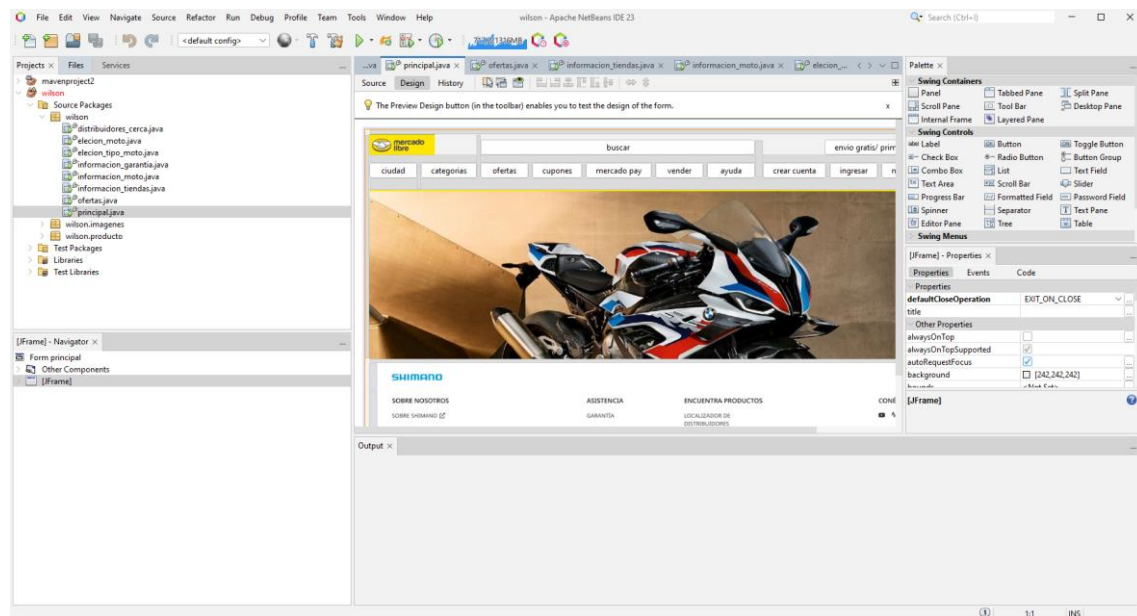 File Edit View Navigate Source Refactor Run Debug Profile Team Tools Window Help
wilson - Apache NetBeans IDE 23
Search (Ctrl+I)
<default config>
Projects
Files
Services
mavenproject2
wilson
Source Packages
wilson
distribuidores_cerca.java
elecion_moto.java
elecion_tipo_moto.java
informacion_garantia.java
informacion_moto.java
informacion_tiendas.java
ofertas.java
principal.java
wilson.imagenes
wilson.producto
Test Packages
Libraries
Test Libraries
[JFrame] - Navigator
Form principal
Other Components
[JFrame]
...va principal.java ofertas.java informacion_tiendas.java informacion_moto.java elecion_...
Source Design History
The Preview Design button (in the toolbar) enables you to test the design of the form.
mercado
libre
buscar
envio gratis/ prim
ciudad categorias ofertas cupones mercado pay vender ayuda crear cuenta ingresar
SHIMANO
SOBRE NOSOTROS ASISTENCIA ENCUENTRA PRODUCTOS CONÉ
SOBRE SHIMANO GARANTÍA LOCALIZADOR DE
DISTRIBUIDORES
Output
Palette
Swing Containers
Panel Tabbed Pane Split Pane
Scroll Pane Tool Bar Desktop Pane
Internal Frame Layered Pane
Swing Controls
label Label Button Toggle Button
Check Box Radio Button Button Group
Combo Box List Text Field
Text Area Scroll Bar Slider
Progress Bar Formatted Field Password Field
Spinner Separator Text Pane
Editor Pane Tree Table
Swing Menus
[JFrame] - Properties
Properties Events Code
Properties
defaultCloseOperation EXIT_ON_CLOSE
title
Other Properties
alwaysOnTop
alwaysOnTopSupported
autoRequestFocus
background [242,242,242]
[JFrame]
1:1 INS